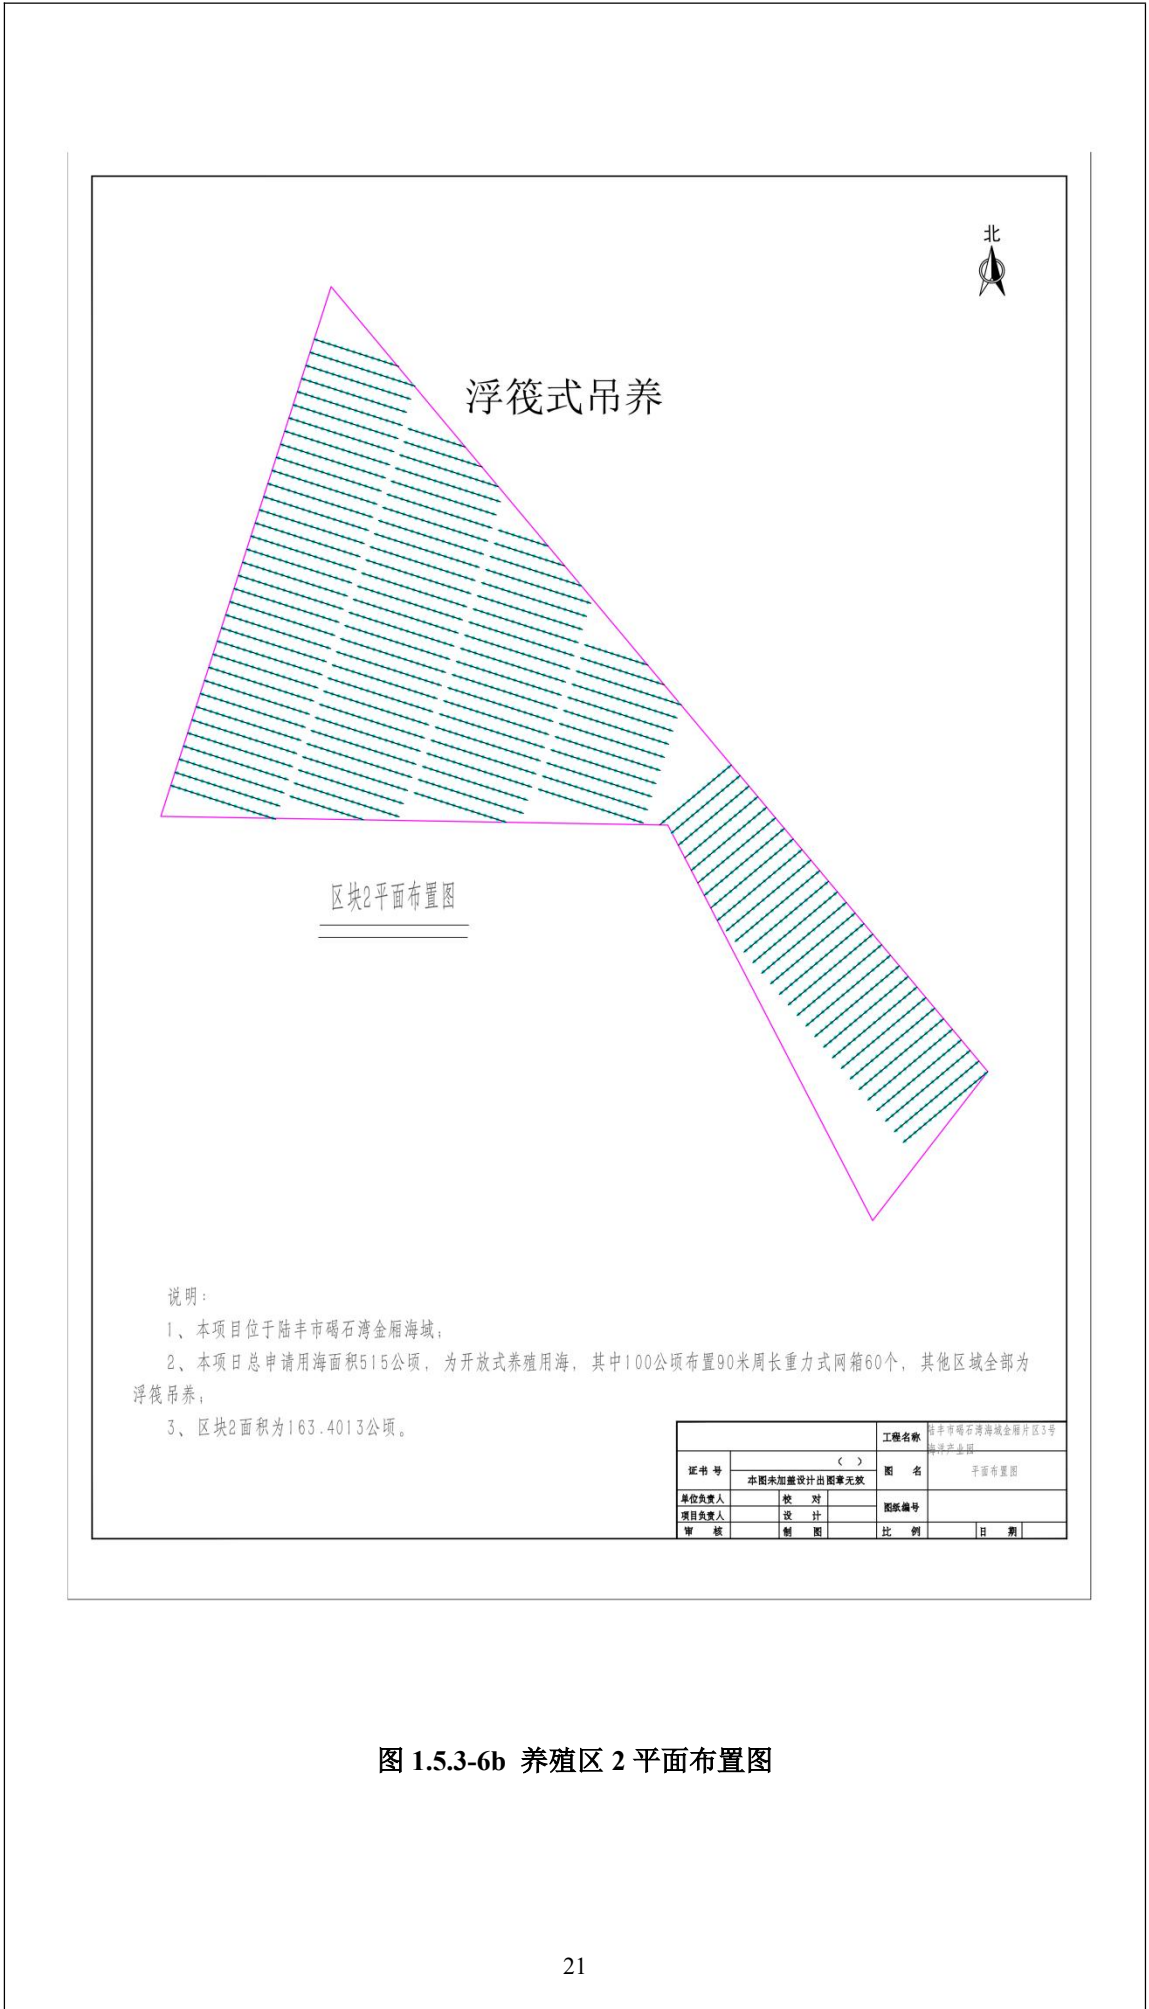 北
浮筏式吊养
区块2平面布置图
说明：
1、本项目位于陆丰市碣石湾金厢海域；
2、本项日总申请用海面积515公顷，为开放式养殖用海，其中100公顷布置90米周长重力式网箱60个，其他区域全部为
浮筏吊养；
3、区块2面积为163.4013公顷。
工程名称 陆丰市碣石湾海域金厢片区3号
海洋产业园
证书号 （ ） 图 名 平面布置图
本图未加盖设计出图章无效
单位负责人 校 对 图纸编号
项目负责人 设 计
审 核 制 图 比 例 日 期
图 1.5.3-6b 养殖区 2 平面布置图
21